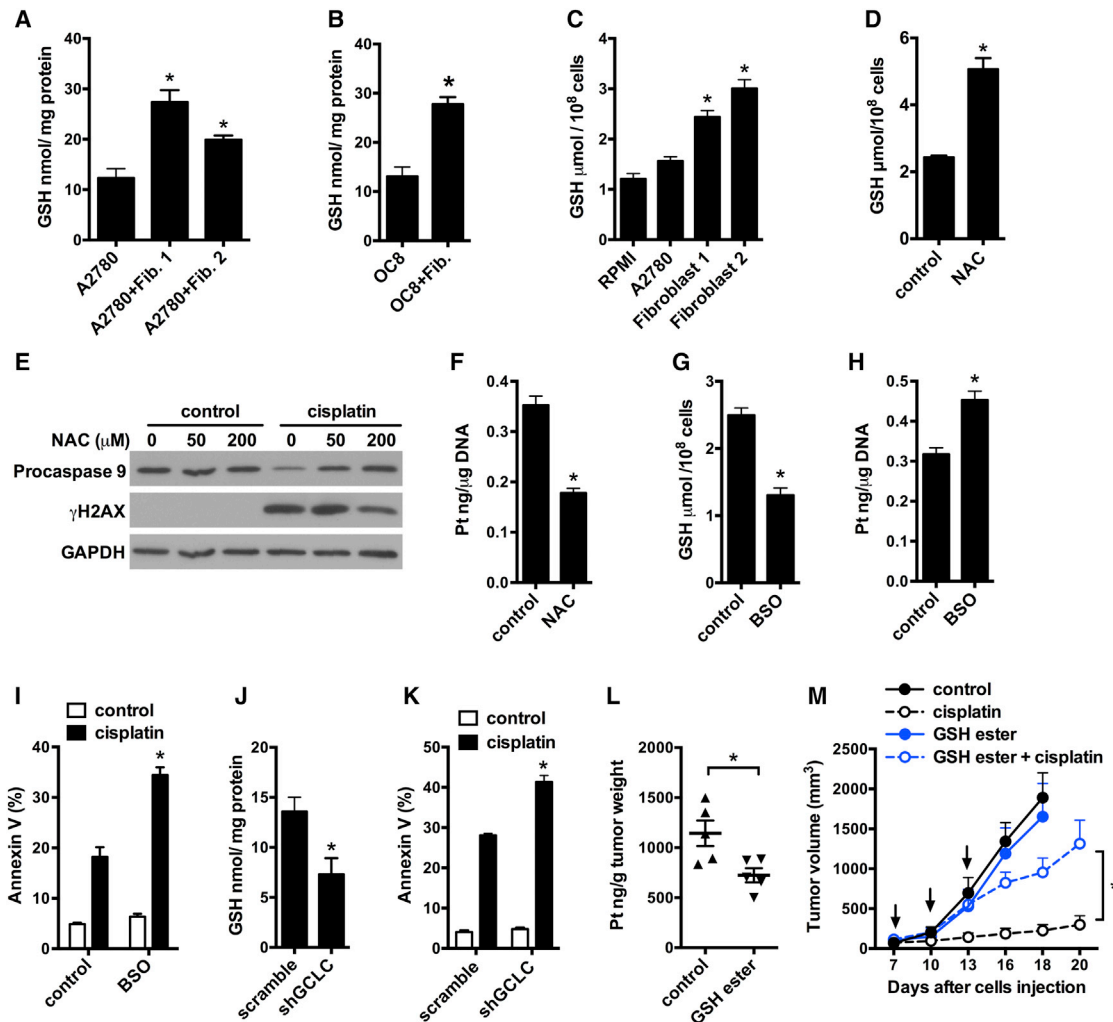 A
GSH nmol/ mg protein
40
30
20
10
0
*
*
A2780
A2780+Fib. 1
A2780+Fib. 2
B
GSH nmol/ mg protein
40
30
20
10
0
*
OC8
OC8+Fib.
C
GSH μmol / 10⁸ cells
4
3
2
1
0
*
*
RPMI
A2780
Fibroblast 1
Fibroblast 2
D
GSH μmol/10⁸ cells
6
4
2
0
*
control
NAC
E
control cisplatin
NAC (μM) 0 50 200 0 50 200
Procaspase 9
γH2AX
GAPDH
F
Pt ng/μg DNA
0.4
0.3
0.2
0.1
0.0
*
control
NAC
G
GSH μmol /10⁸ cells
3
2
1
0
*
control
BSO
H
Pt ng/μg DNA
0.5
0.4
0.3
0.2
0.1
0.0
*
control
BSO
I
control
cisplatin
Annexin V (%)
40
30
20
10
0
*
control
BSO
J
GSH nmol/ mg protein
20
15
10
5
0
*
scramble
shGCLC
K
control
cisplatin
Annexin V (%)
50
40
30
20
10
0
*
scramble
shGCLC
L
Pt ng/g tumor weight
2000
1500
1000
500
0
*
control
GSH ester
M
control
cisplatin
GSH ester
GSH ester + cisplatin
Tumor volume (mm³)
2500
2000
1500
1000
500
0
*
7 10 13 16 18 20
Days after cells injection